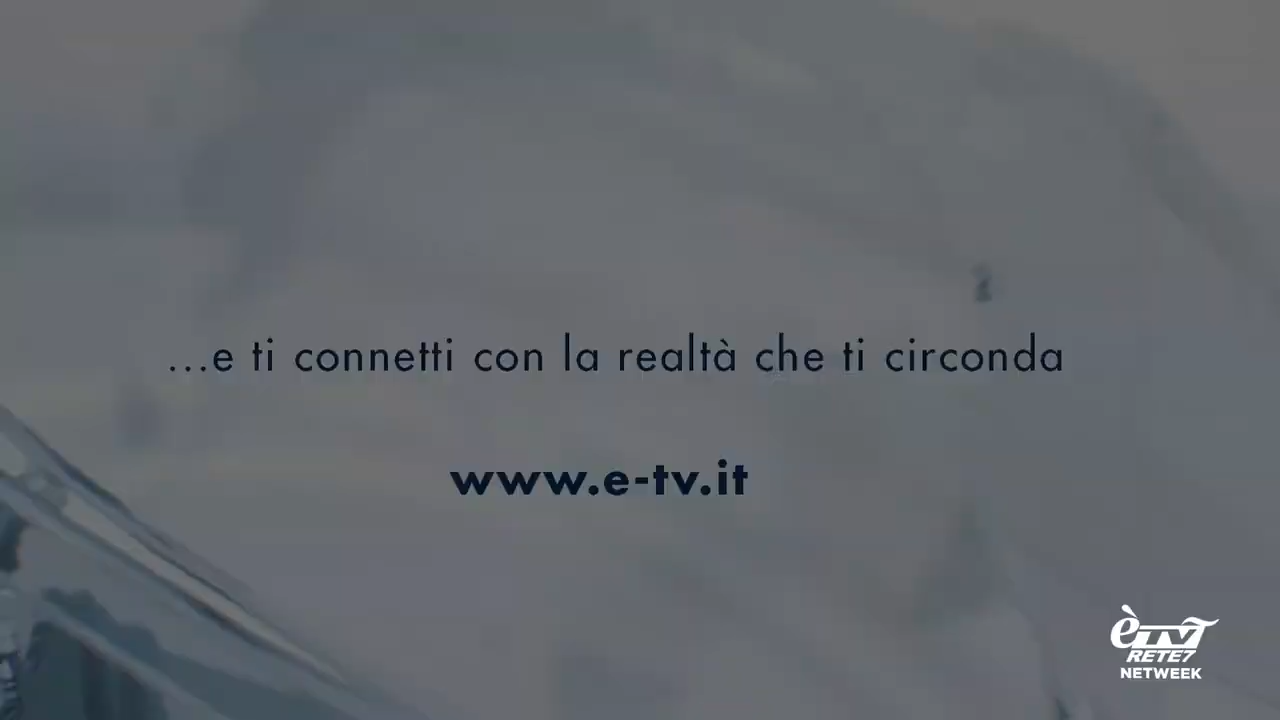 ...e ti connetti con la realtà che ti circonda
www.e-tv.it
èTV
RETE7
NETWEEK